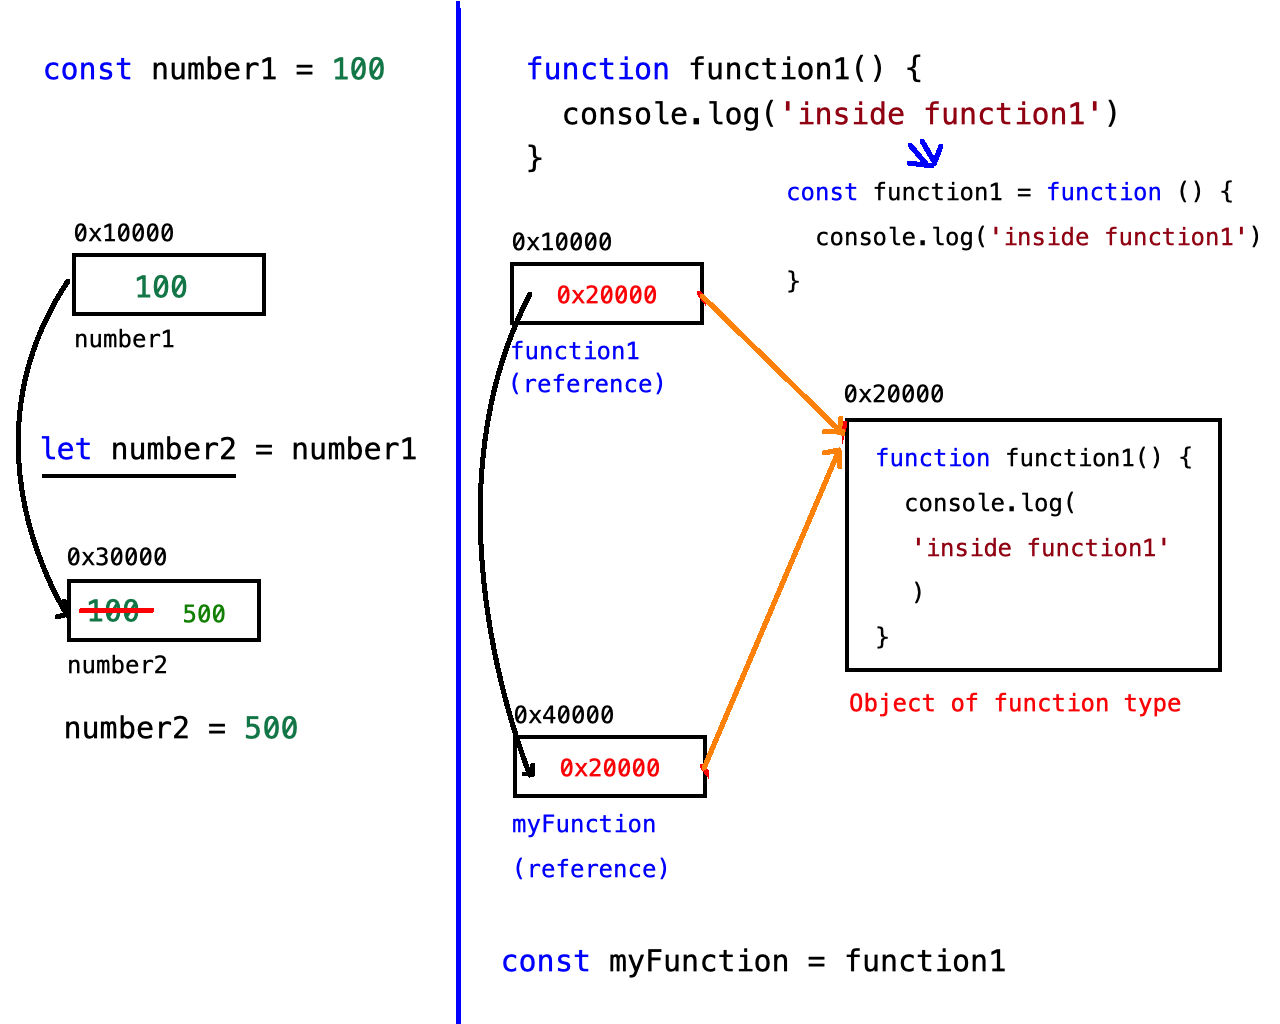 const number1 = 100
0x10000
100
number1
let number2 = number1
0x30000
100 500
number2
number2 = 500
function function1() {
console.log('inside function1')
}
const function1 = function () {
console.log('inside function1')
}
0x10000
0x20000
function1
(reference)
0x20000
function function1() {
console.log(
'inside function1'
)
}
Object of function type
0x40000
0x20000
myFunction
(reference)
const myFunction = function1